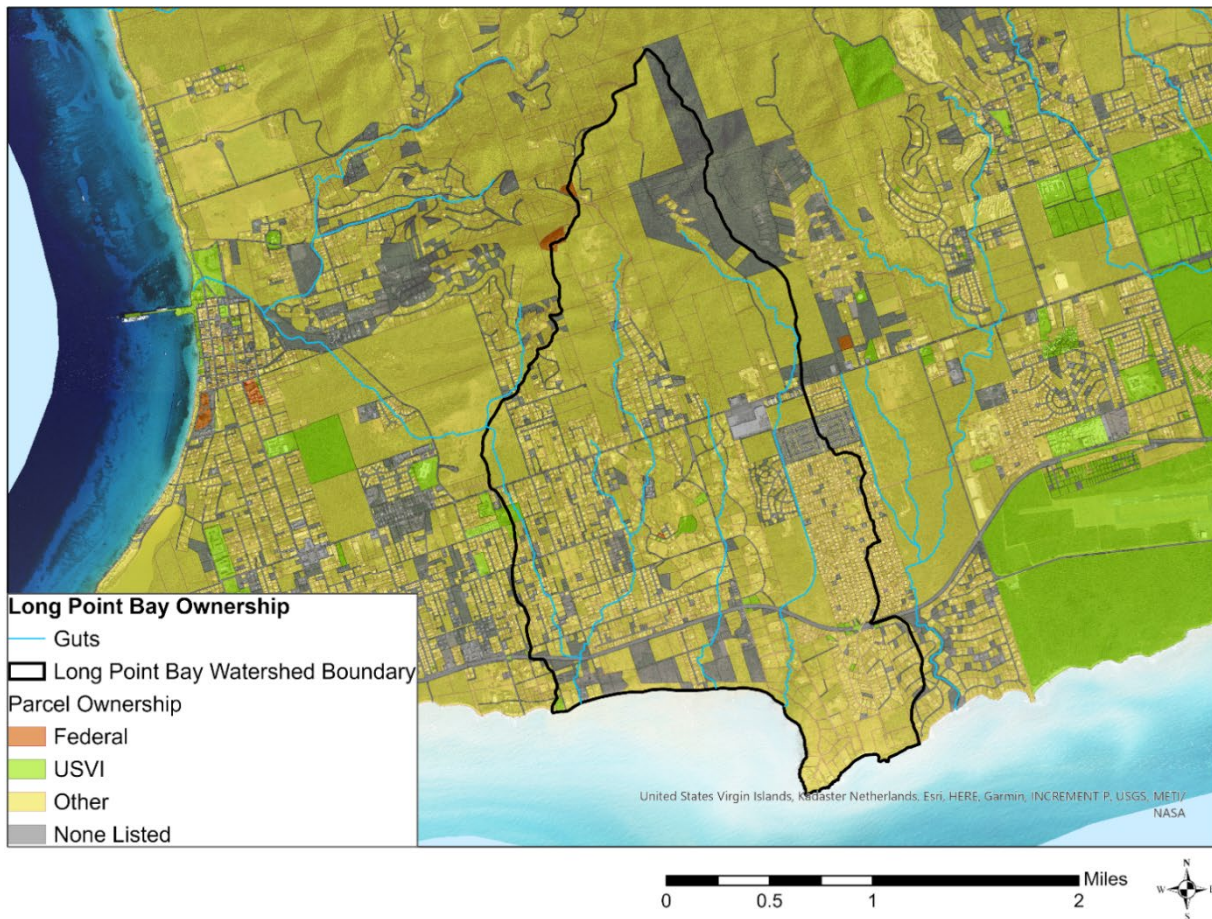 Long Point Bay Ownership
Guts
Long Point Bay Watershed Boundary
Parcel Ownership
Federal
USVI
Other
None Listed
United States Virgin Islands, Kadaster Netherlands, Esri, HERE, Garmin, INCREMENT P, USGS, METI/
NASA
Miles
0 0.5 1 2
N
W
S